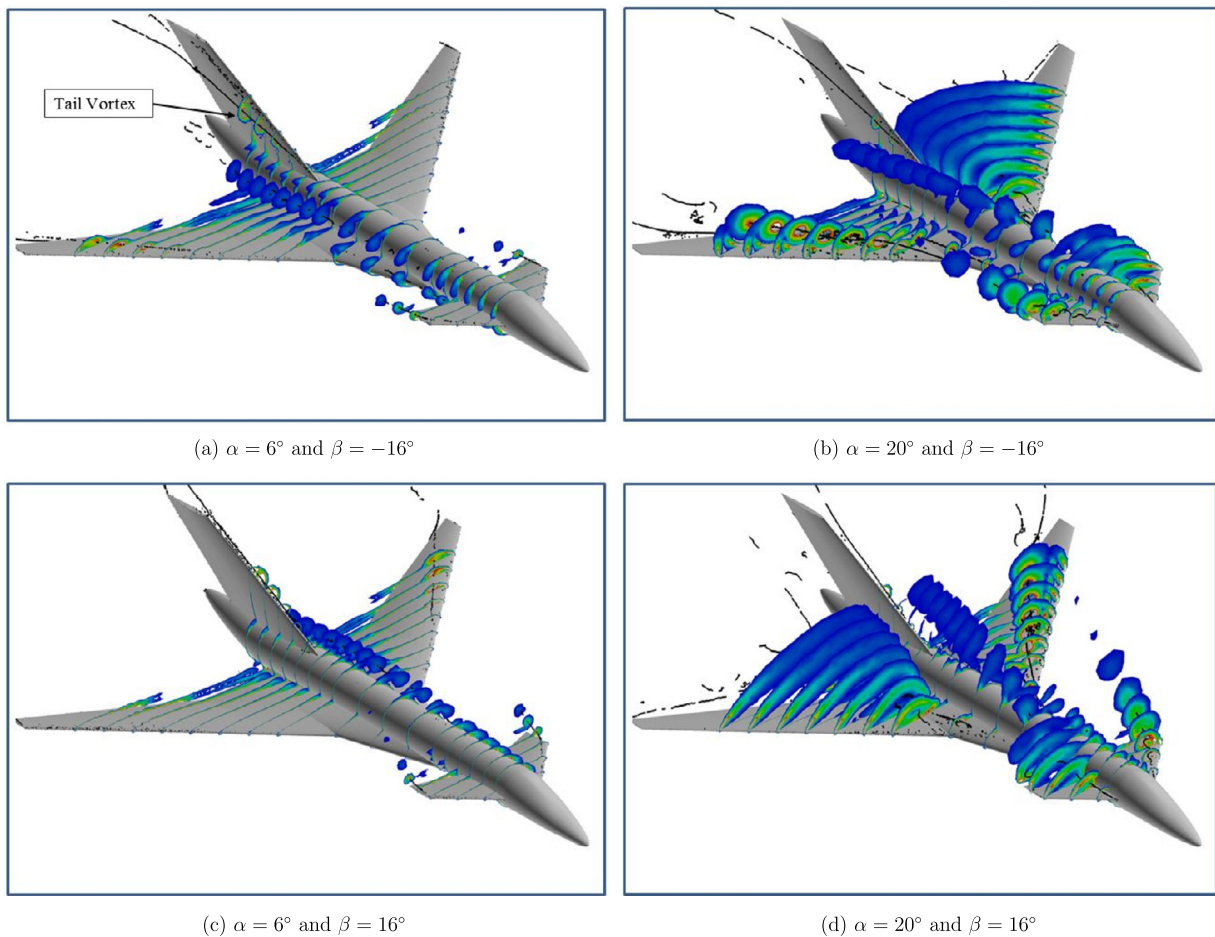 Tail Vortex
(a) α = 6° and β = −16°
(b) α = 20° and β = −16°
(c) α = 6° and β = 16°
(d) α = 20° and β = 16°